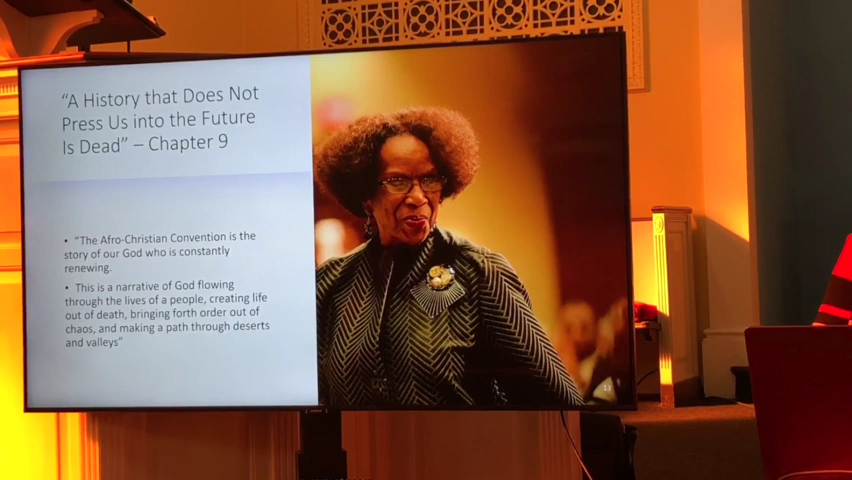 “A History that Does Not
Press Us into the Future
Is Dead” – Chapter 9
• “The Afro-Christian Convention is the
story of our God who is constantly
renewing.
• This is a narrative of God flowing
through the lives of a people, creating life
out of death, bringing forth order out of
chaos, and making a path through deserts
and valleys”
13